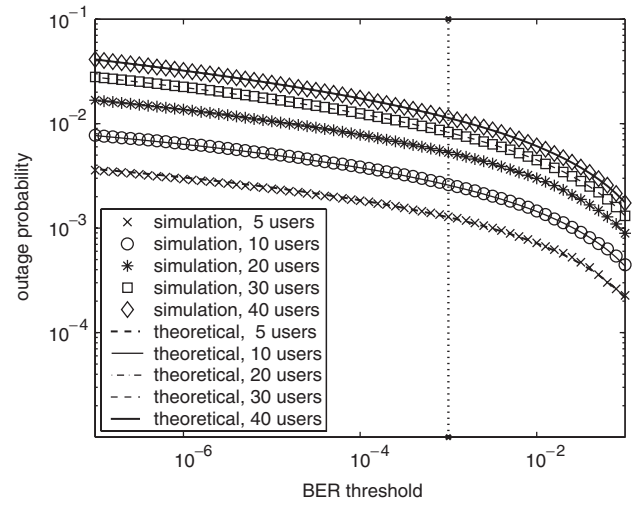 10^−1
10^−2
10^−3
10^−4
outage probability
simulation, 5 users
simulation, 10 users
simulation, 20 users
simulation, 30 users
simulation, 40 users
theoretical, 5 users
theoretical, 10 users
theoretical, 20 users
theoretical, 30 users
theoretical, 40 users
10^−6
10^−4
10^−2
BER threshold